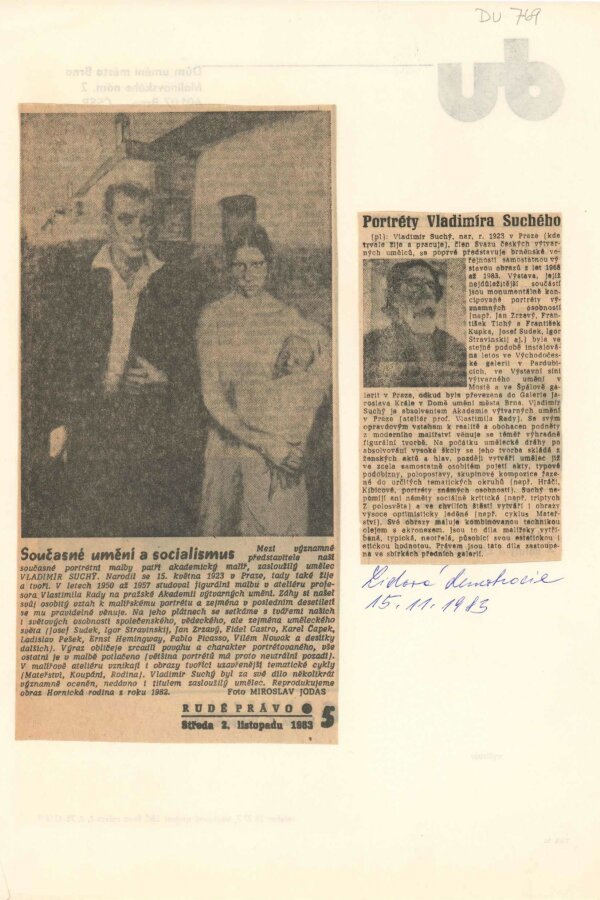 DU 769
Dům umění města Brna
Malinovského nám. 2
du
Současné umění a socialismus Mezi významné
představitele naší
současné portrétní malby patří akademický malíř, zasloužilý umělec
VLADIMÍR SUCHÝ. Narodil se 15. května 1923 v Praze, tady také žije
a tvoří. V letech 1950 až 1957 studoval figurální malbu v ateliéru profe-
sora Vlastimila Rady na pražské Akademii výtvarných umění. Záhy si našel
svůj osobitý vztah k malířskému portrétu a zejména v posledním desetiletí
se mu pravidelně věnuje. Na jeho plátnech se setkáme s tvářemi našich
i světových osobností společenského, vědeckého, ale zejména uměleckého
světa (Josef Sudek, Igor Stravinskij, Jan Zrzavý, Fidel Castro, Karel Čapek,
Ladislav Pešek, Ernst Hemingway, Pablo Picasso, Vilém Nowak a desítky
dalších). Výraz obličeje zrcadlí povahu a charakter portrétovaného, vše
ostatní je v malbě potlačeno (většina portrétů má proto neutrální pozadí).
V malířově ateliéru vznikají i obrazy tvořící uzavřenější tematické cykly
(Mateřství, Koupání, Rodina). Vladimír Suchý byl za své dílo několikrát
významně oceněn, nedávno i titulem zasloužilý umělec. Reprodukujeme
obraz Hornická rodina z roku 1982. Foto MIROSLAV JODAS
RUDÉ PRÁVO
Středa 2. listopadu 1983 5
Portréty Vladimíra Suchého
(pl): Vladimír Suchý, nar. r. 1923 v Praze (kde
trvale žije a pracuje), člen Svazu českých výtvar-
ných umělců, se poprvé představuje brněnské ve-
řejnosti samostatnou vý-
stavou obrazů z let 1968
až 1983. Výstava, jejíž
nejdůležitější součástí
jsou monumentálně kon-
cipované portréty vý-
znamných osobností
(např. Jan Zrzavý, Fran-
tišek Tichý a František
Kupka, Josef Sudek, Igor
Stravinski aj.) byla ve
stejné podobě instalová-
na letos ve Východočes-
ké galerii v Pardubi-
cích, ve Výstavní síni
výtvarného umění v
Mostě a ve Špálově ga-
lerii v Praze, odkud byla převezena do Galerie Ja-
roslava Krále v Domě umění města Brna. Vladimír
Suchý je absolventem Akademie výtvarných umění
v Praze (ateliér prof. Vlastimila Rady). Se svým
opravdovým vztahem k realitě a obohacen podněty
z moderního malířství věnuje se téměř výhradně
figurální tvorbě. Na počátku umělecké dráhy po
absolvování vysoké školy se jeho tvorba skládá z
ženských aktů a hlav, později vytváří umělec již
ve zcela samostatně osobitém pojetí akty, typové
podobizny, polopostavy, skupinové kompozice řaze-
né do určitých tematických okruhů (např. Hráči,
Kibicové, portréty známých osobností). Suchý ne-
pomíjí ani náměty sociálně kritické (např. triptych
Z polosvěta) a ve chvílích štěstí vytváří i obrazy
výsoce optimisticky laděné (např. cyklus Mateř-
ství). Své obrazy maluje kombinovanou technikou
olejem s akronexem. Jsou to díla malířsky vytří-
bená, typická, neotřelá, působící svou estetickou i
etickou hodnotou. Právem jsou tato díla zastoupe-
na ve sbírkách předních galerií.
Lidová demokracie
15. 11. 1983